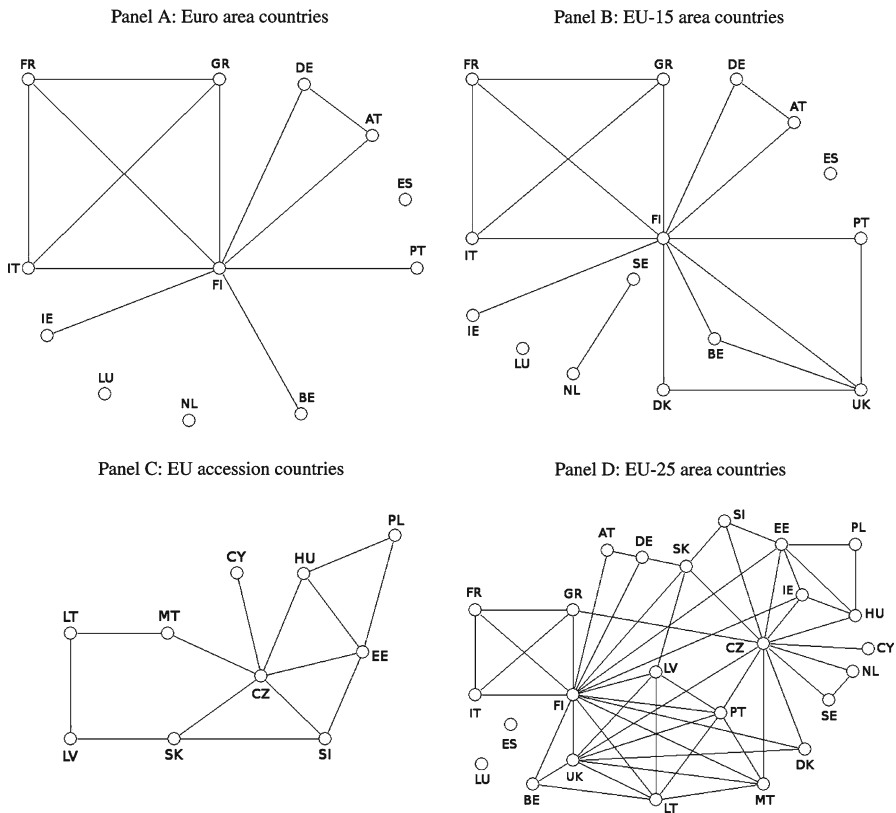 Panel A: Euro area countries
FR
GR
DE
AT
ES
IT
FI
PT
IE
LU
NL
BE
Panel B: EU-15 area countries
FR
GR
DE
AT
ES
FI
PT
IT
SE
IE
LU
NL
BE
DK
UK
Panel C: EU accession countries
PL
CY
HU
LT
MT
EE
CZ
LV
SK
SI
Panel D: EU-25 area countries
SI
AT
DE
SK
EE
PL
FR
GR
IE
HU
CZ
CY
LV
NL
IT
FI
PT
SE
ES
LU
UK
DK
BE
LT
MT